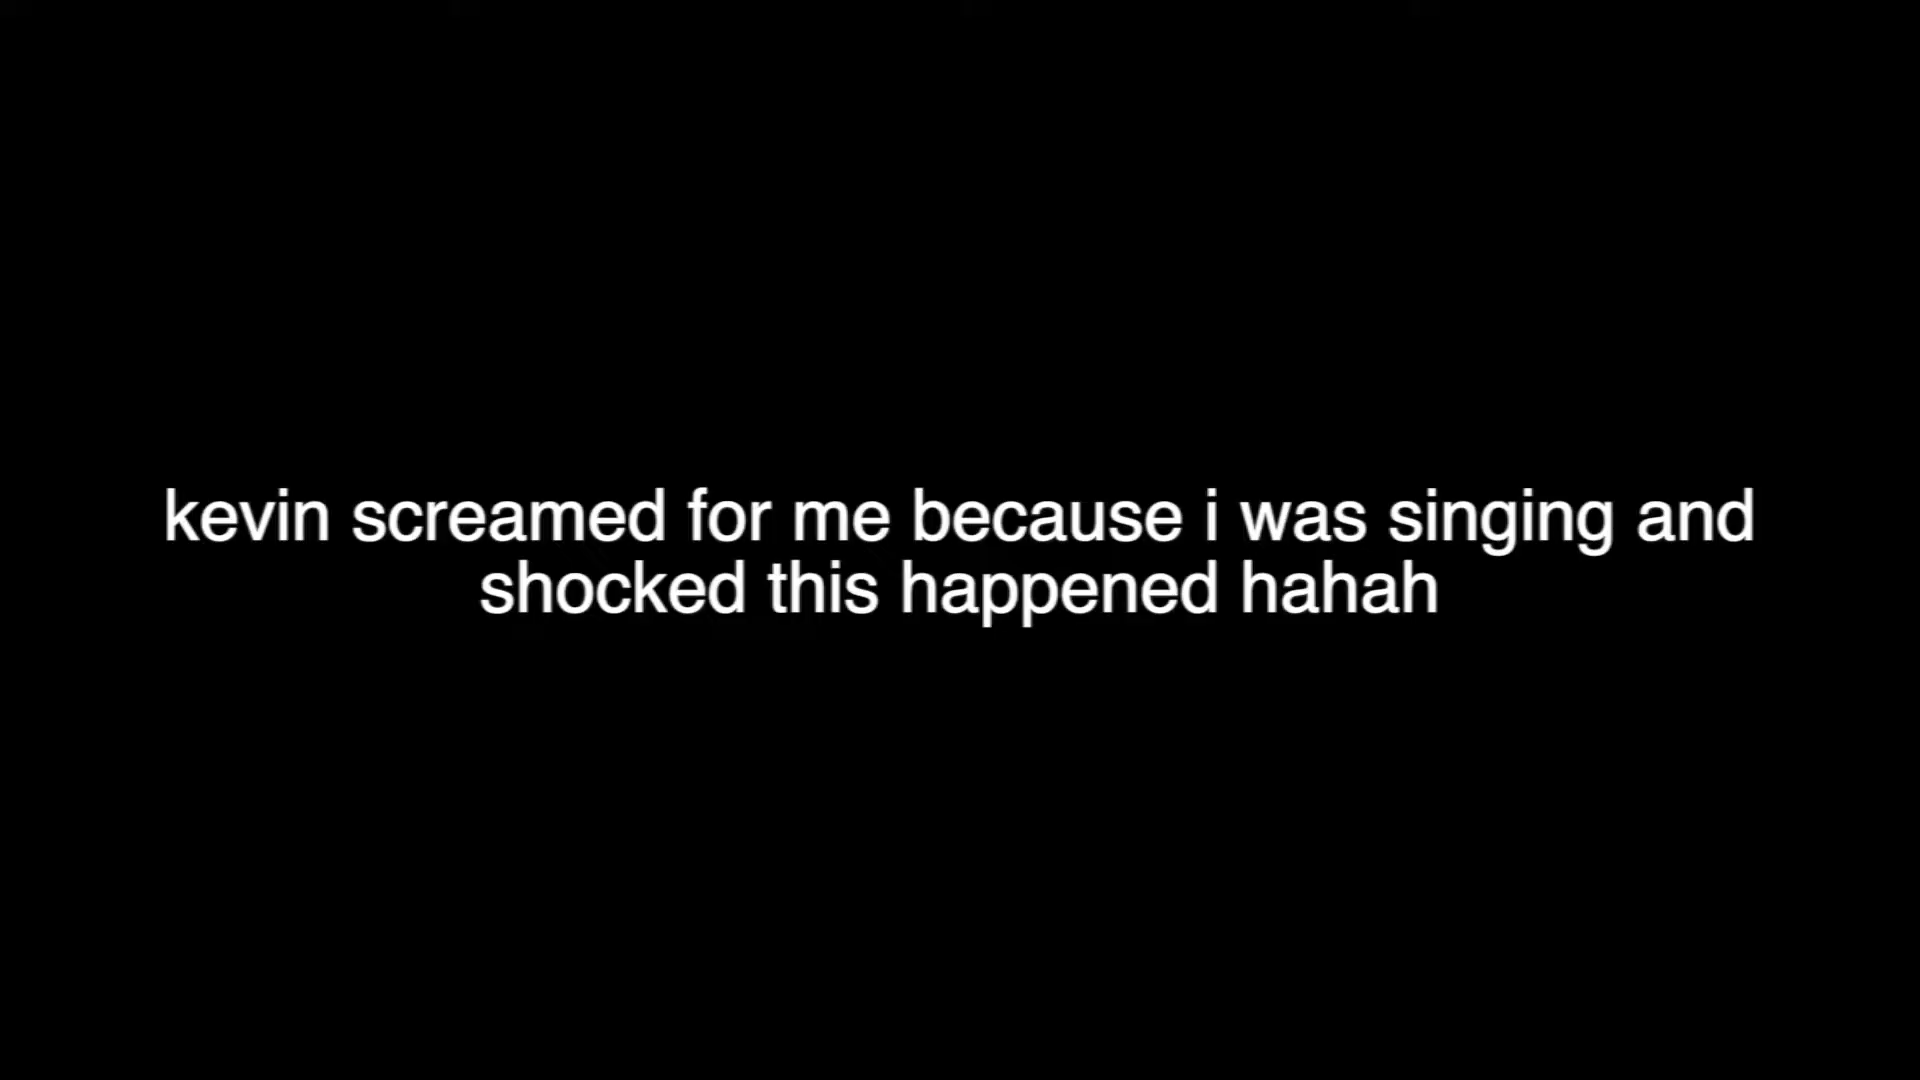 kevin screamed for me because i was singing and
shocked this happened hahah